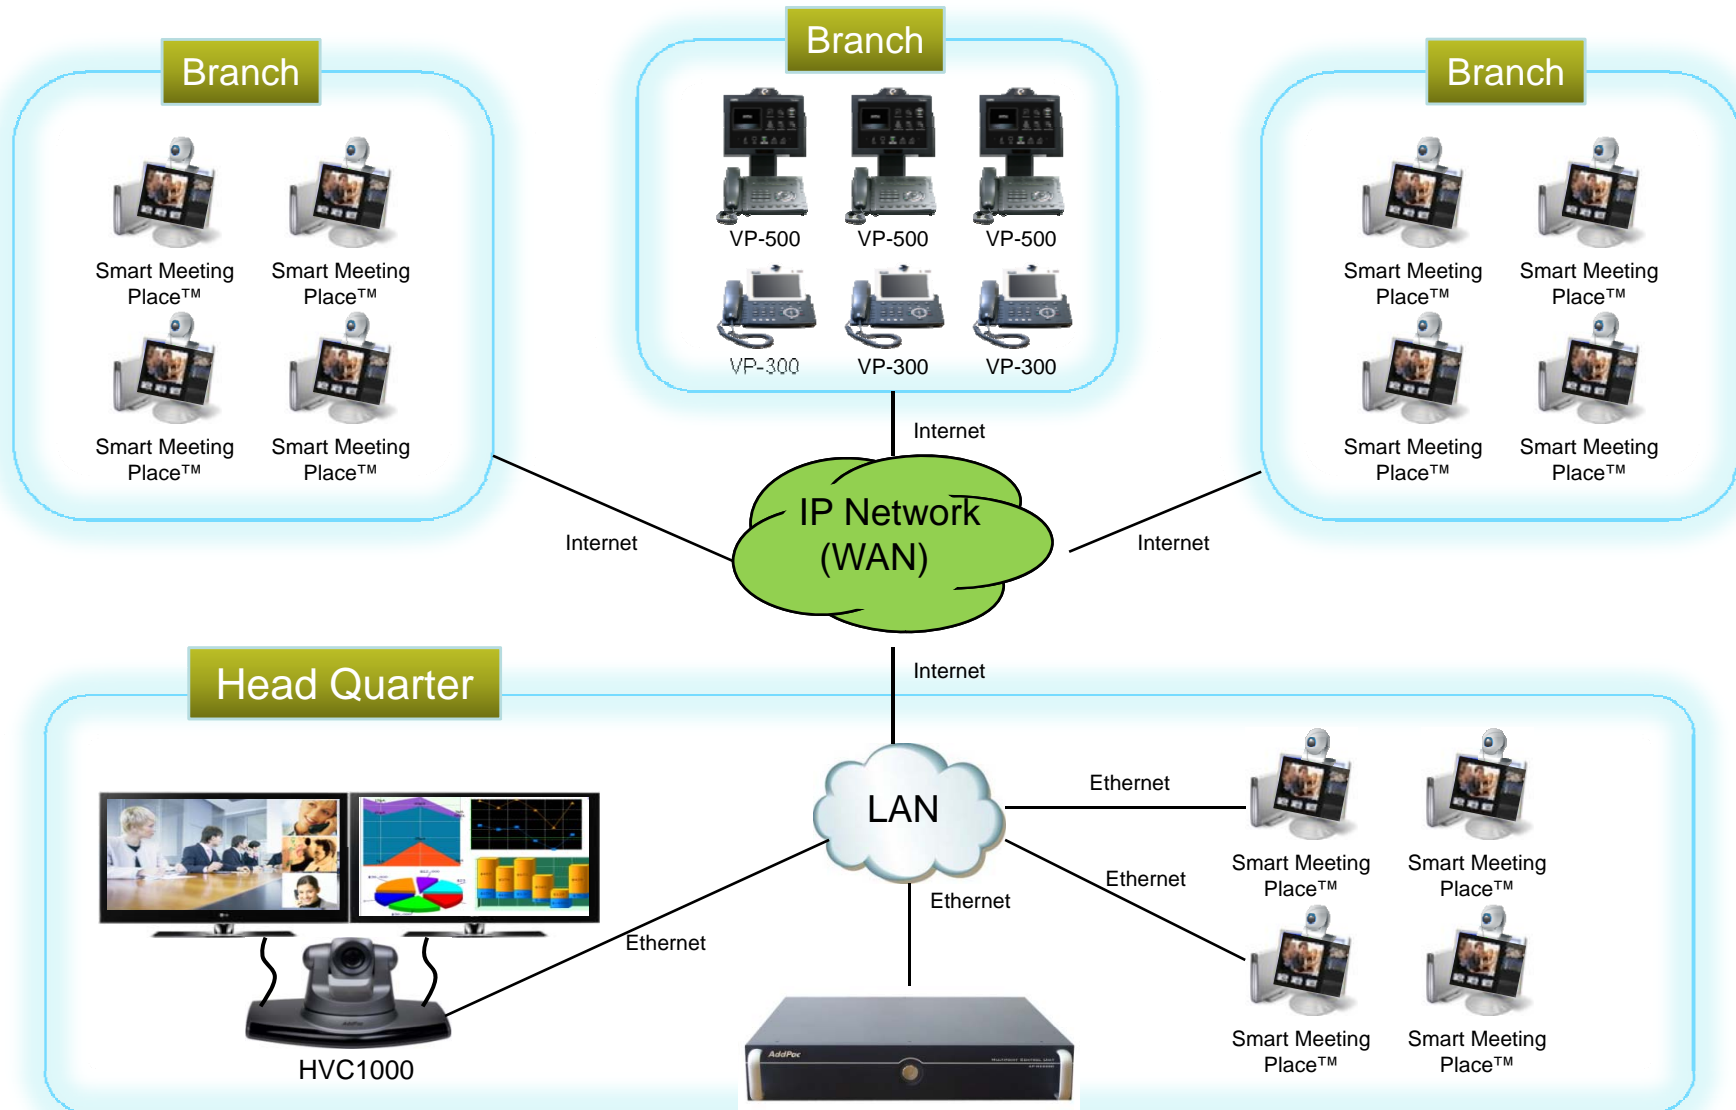 Branch
Branch
Branch
Smart Meeting
Place™
Smart Meeting
Place™
Smart Meeting
Place™
Smart Meeting
Place™
VP-500
VP-500
VP-500
VP-300
VP-300
VP-300
Smart Meeting
Place™
Smart Meeting
Place™
Smart Meeting
Place™
Smart Meeting
Place™
Internet
Internet
Internet
IP Network
(WAN)
Internet
Head Quarter
LAN
Ethernet
Ethernet
Ethernet
Ethernet
HVC1000
AddPac
MULTIPOINT CONTROL UNIT
Smart Meeting
Place™
Smart Meeting
Place™
Smart Meeting
Place™
Smart Meeting
Place™